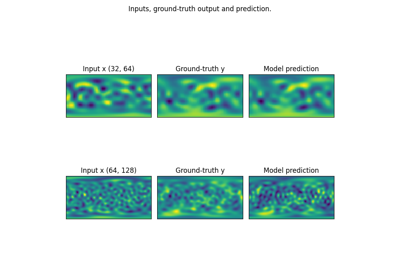 Inputs, ground-truth output and prediction.
Input x (32, 64) Ground-truth y Model prediction
Input x (64, 128) Ground-truth y Model prediction